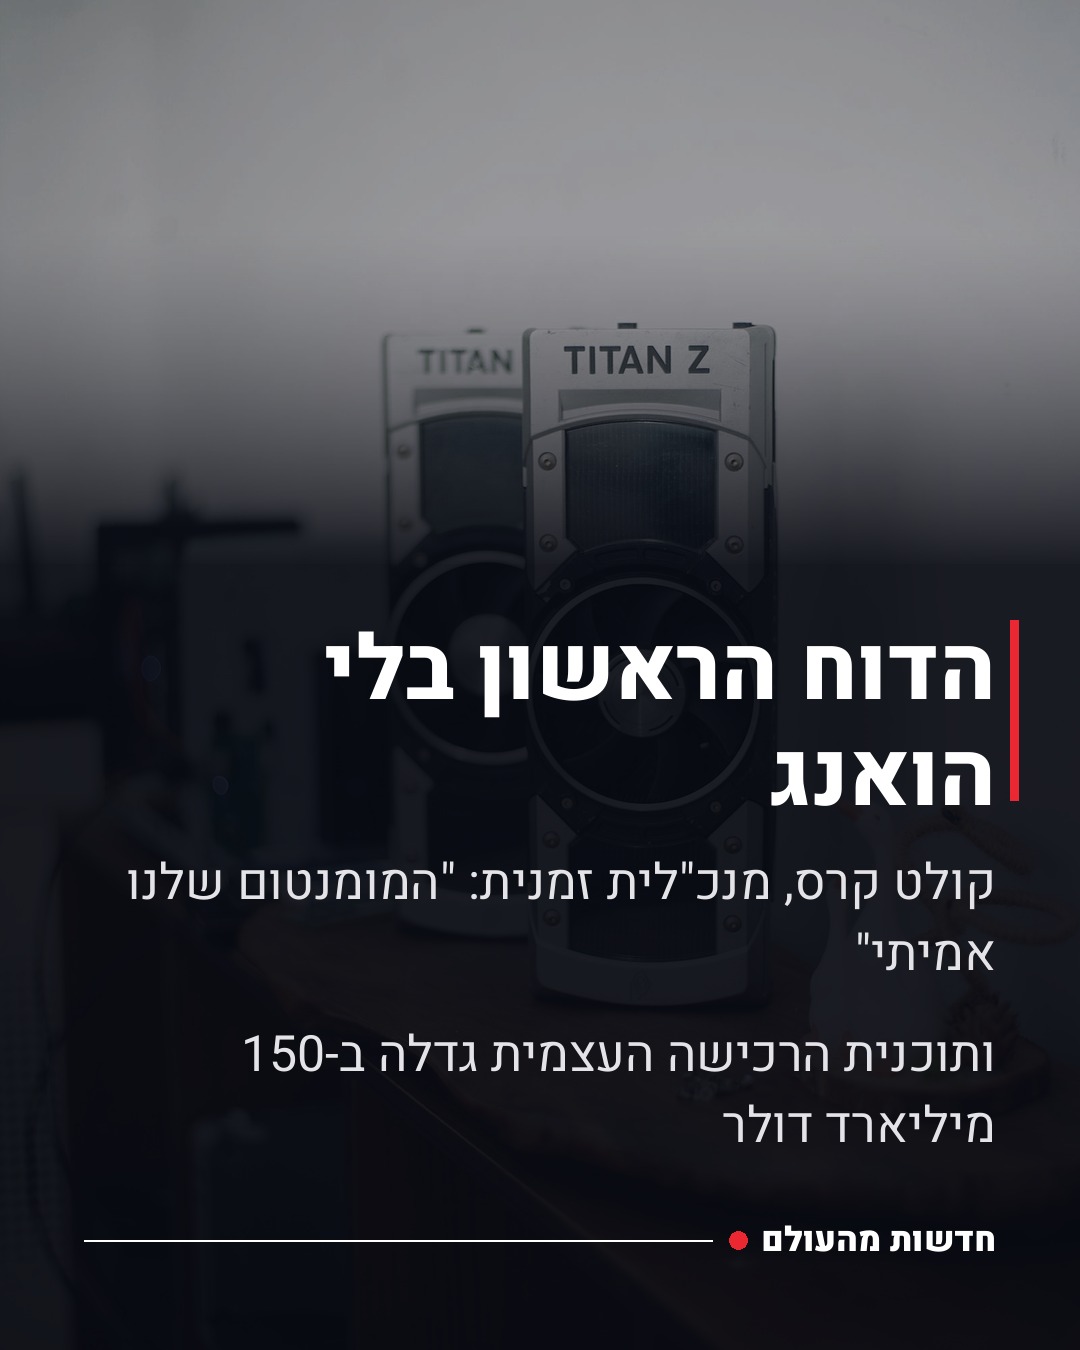 TITAN
TITAN Z
הדוח הראשון בלי
הואנג
קולט קרס, מנכ"לית זמנית: "המומנטום שלנו
אמיתי"
ותוכנית הרכישה העצמית גדלה ב-150
מיליארד דולר
חדשות מהעולם